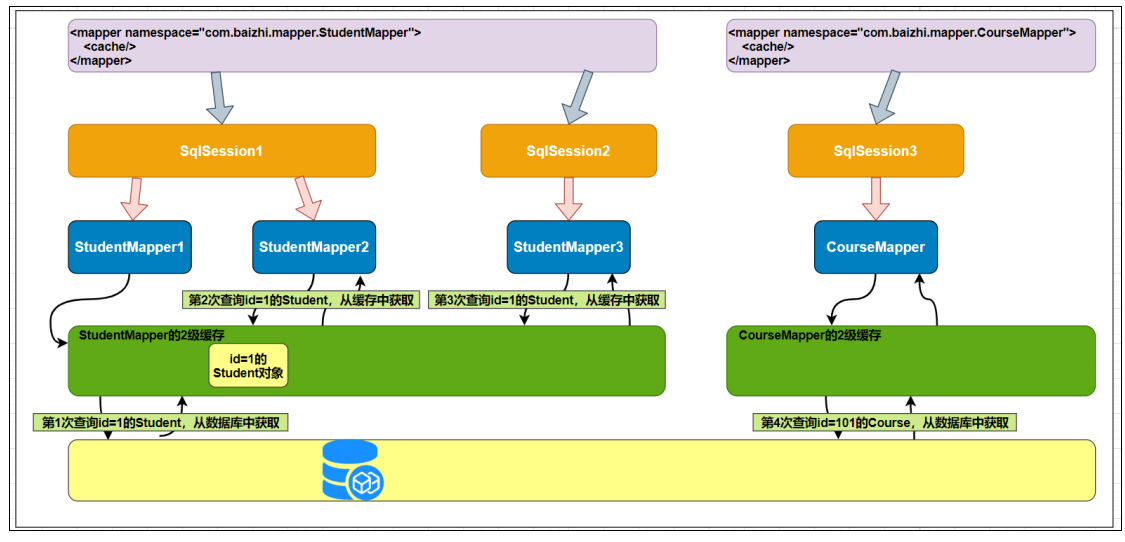 <mapper namespace="com.baizhi.mapper.StudentMapper">
<cache/>
</mapper>
<mapper namespace="com.baizhi.mapper.CourseMapper">
<cache/>
</mapper>
SqlSession1
SqlSession2
SqlSession3
StudentMapper1
StudentMapper2
StudentMapper3
CourseMapper
第2次查询id=1的Student，从缓存中获取
第3次查询id=1的Student，从缓存中获取
StudentMapper的2级缓存
CourseMapper的2级缓存
id=1的
Student对象
第1次查询id=1的Student，从数据库中获取
第4次查询id=101的Course，从数据库中获取